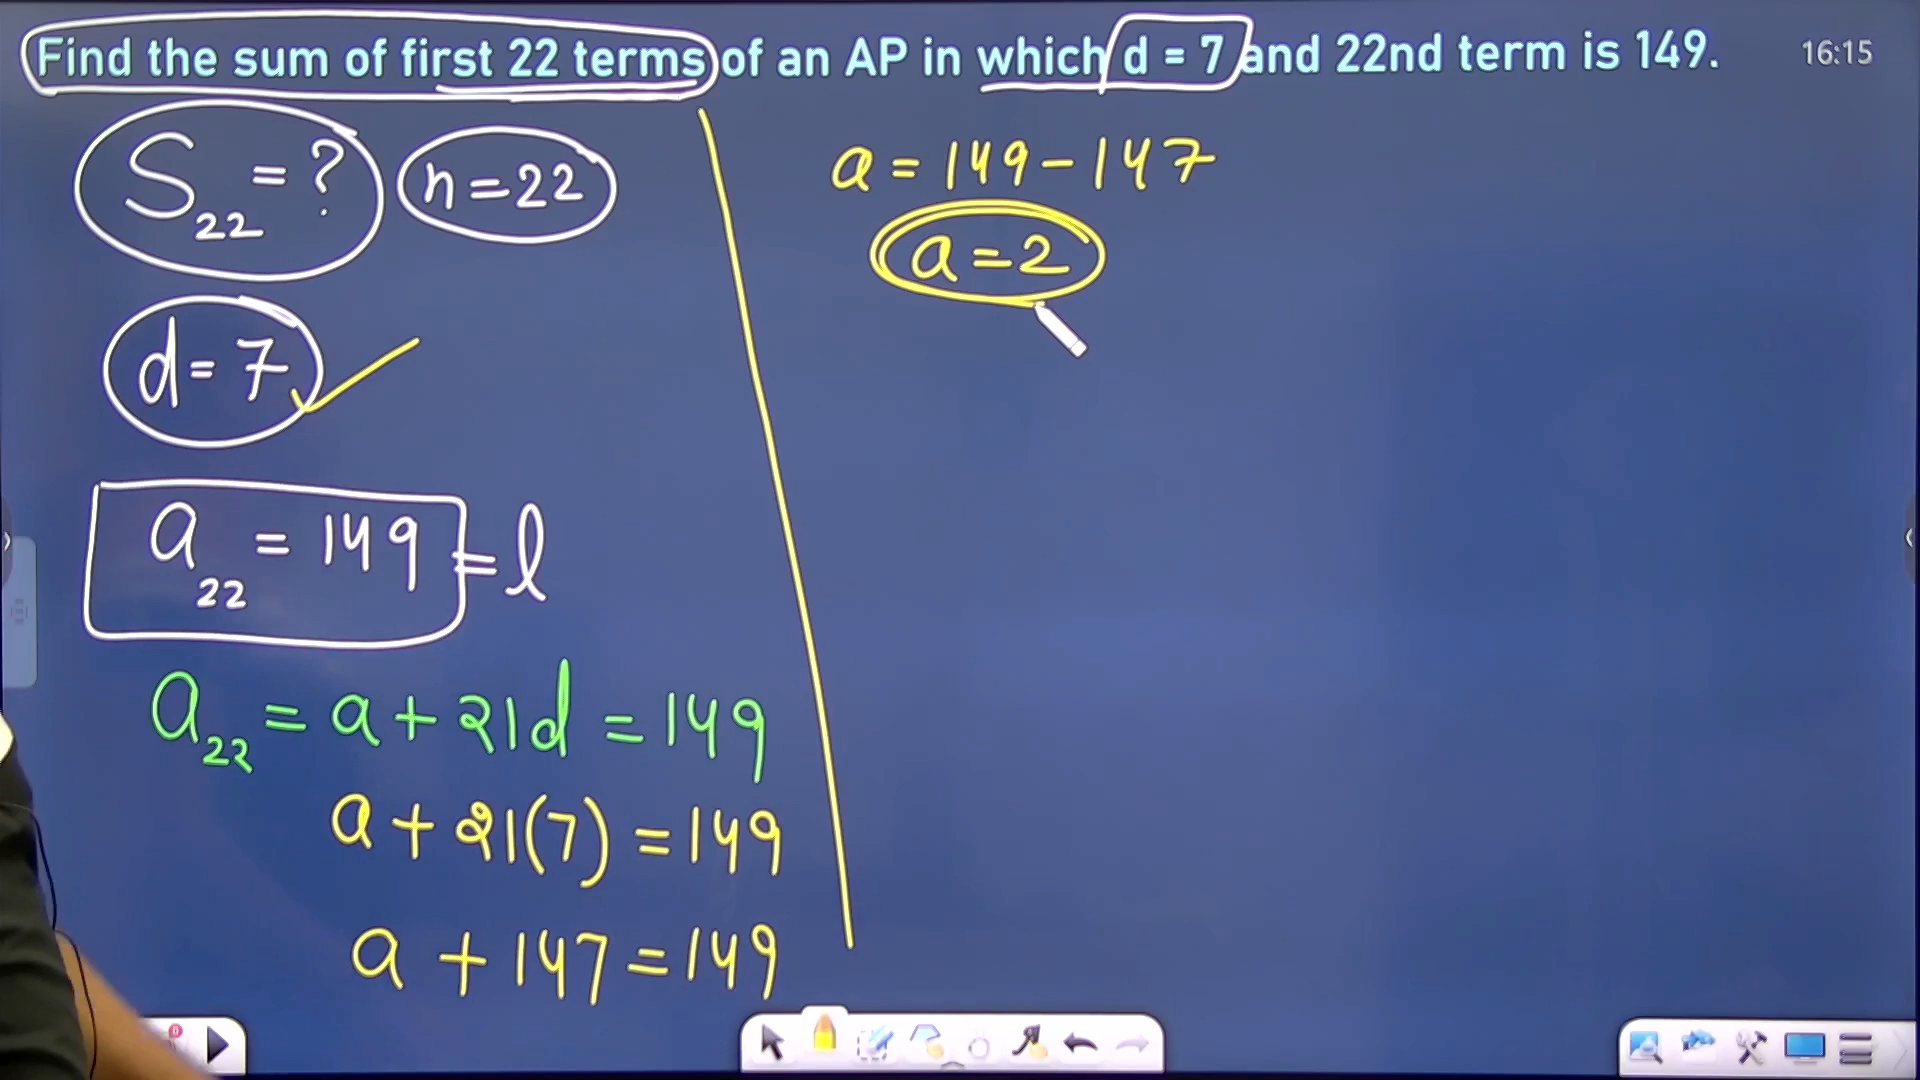 Find the sum of first 22 terms of an AP in which d = 7 and 22nd term is 149.
16:15
S₂₂ = ?
n = 22
d = 7
a₂₂ = 149 = l
a₂₂ = a + 21d = 149
a + 21(7) = 149
a + 147 = 149
a = 149 - 147
a = 2